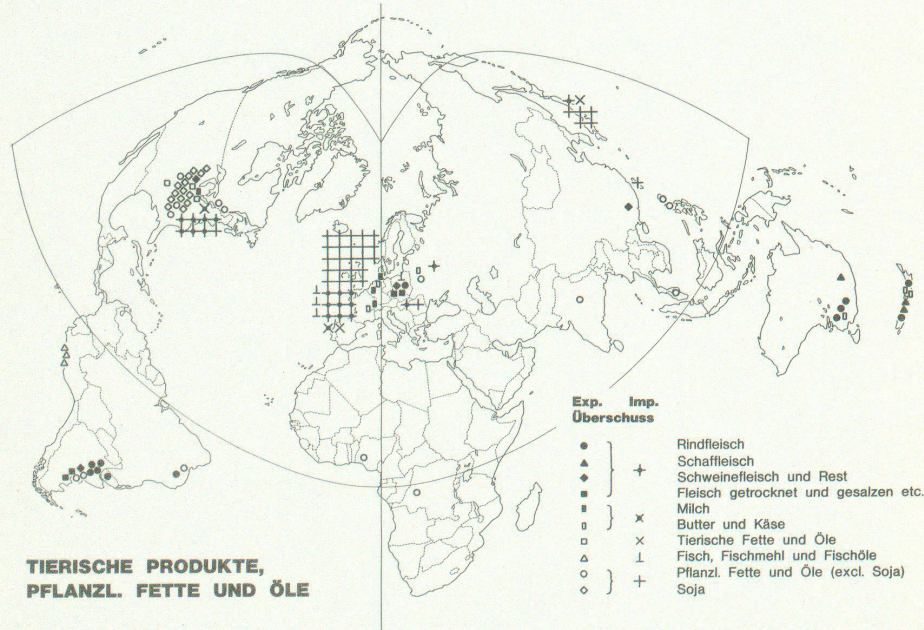 Exp. Imp.
Überschuss
Rindfleisch
Schaffleisch
Schweinefleisch und Rest
Fleisch getrocknet und gesalzen etc.
Milch
Butter und Käse
Tierische Fette und Öle
Fisch, Fischmehl und Fischöle
Pflanzl. Fette und Öle (excl. Soja)
Soja
TIERISCHE PRODUKTE,
PFLANZL. FETTE UND ÖLE